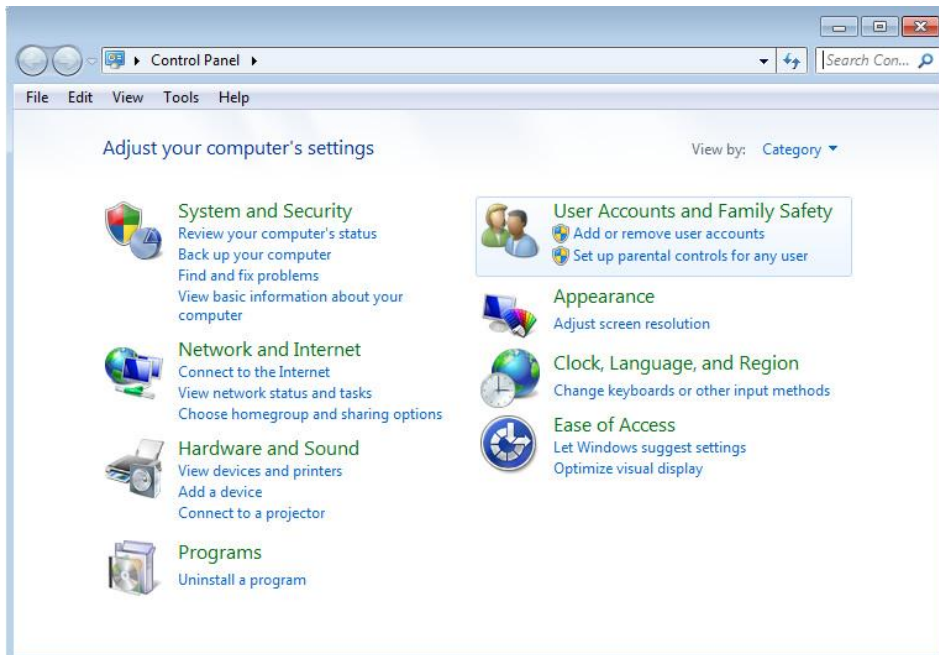 Control Panel
Search Con...
File Edit View Tools Help
Adjust your computer's settings
View by: Category
System and Security
Review your computer's status
Back up your computer
Find and fix problems
View basic information about your
computer
Network and Internet
Connect to the Internet
View network status and tasks
Choose homegroup and sharing options
Hardware and Sound
View devices and printers
Add a device
Connect to a projector
Programs
Uninstall a program
User Accounts and Family Safety
Add or remove user accounts
Set up parental controls for any user
Appearance
Adjust screen resolution
Clock, Language, and Region
Change keyboards or other input methods
Ease of Access
Let Windows suggest settings
Optimize visual display